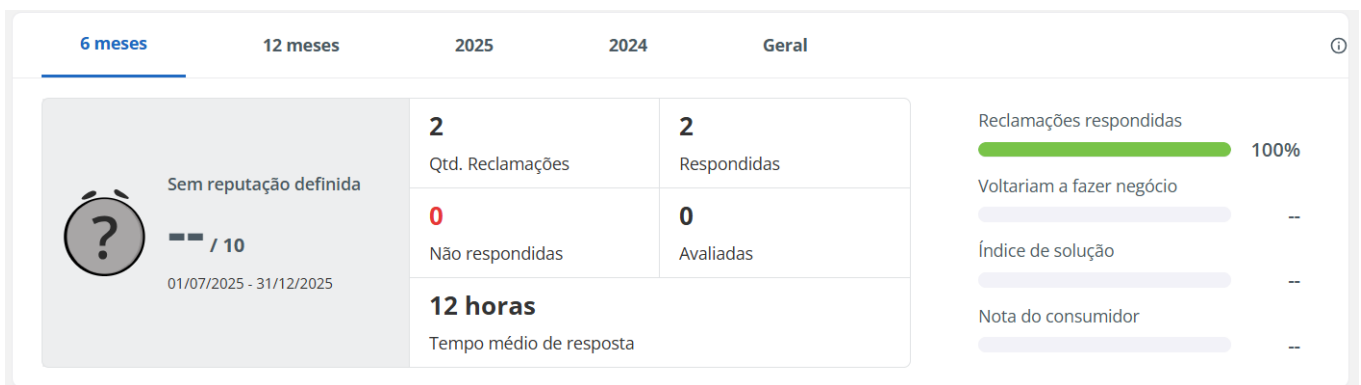 6 meses
12 meses
2025
2024
Geral
?
Sem reputação definida
-- / 10
01/07/2025 - 31/12/2025
2
Qtd. Reclamações
2
Respondidas
0
Não respondidas
0
Avaliadas
12 horas
Tempo médio de resposta
Reclamações respondidas
100%
Voltariam a fazer negócio
--
Índice de solução
--
Nota do consumidor
--